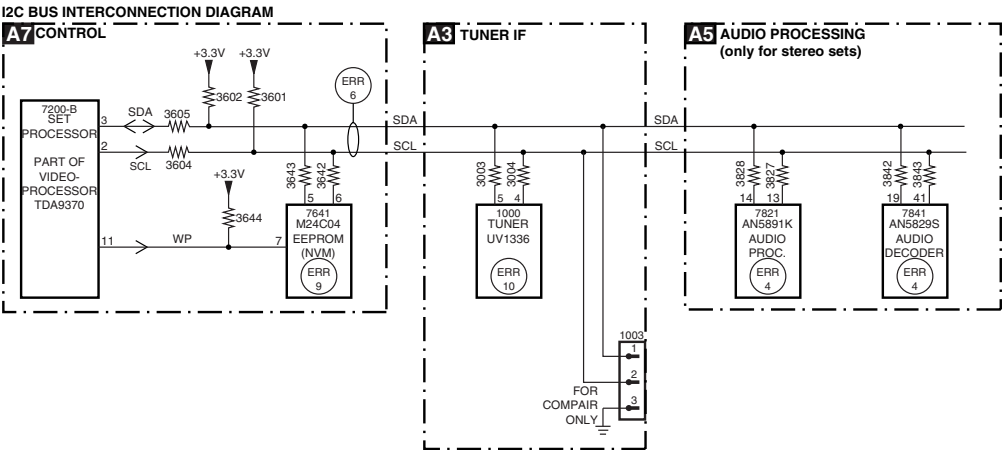 I2C BUS INTERCONNECTION DIAGRAM
A7 CONTROL
+3.3V
+3.3V
3602
3601
ERR
6
7200-B
SET
PROCESSOR
PART OF
VIDEO-
PROCESSOR
TDA9370
3
SDA
3605
2
SCL
3604
+3.3V
3644
11
WP
7
3643
3642
5
6
7641
M24C04
EEPROM
(NVM)
ERR
9
SDA
SCL
A3 TUNER IF
3003
3004
5
4
1000
TUNER
UV1336
ERR
10
1003
1
2
3
FOR
COMPAIR
ONLY
SDA
SCL
A5 AUDIO PROCESSING
(only for stereo sets)
3828
3827
14
13
7821
AN5891K
AUDIO
PROC.
ERR
4
3842
3843
19
41
7841
AN5829S
AUDIO
DECODER
ERR
4